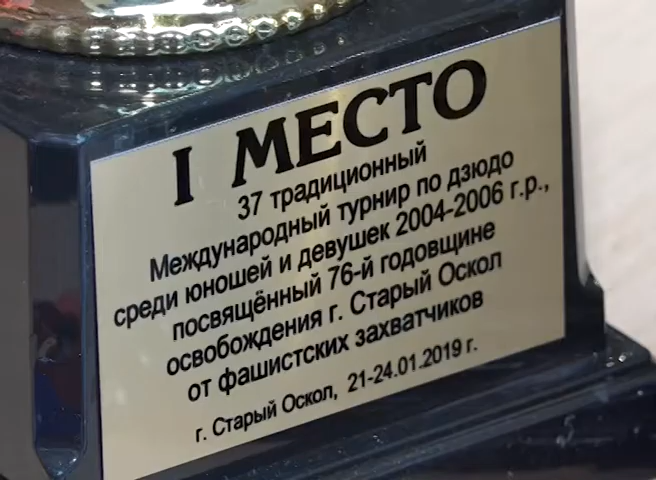 I МЕСТО
37 традиционный
Международный турнир по дзюдо
среди юношей и девушек 2004-2006 г.р.,
посвящённый 76-й годовщине
освобождения г. Старый Оскол
от фашистских захватчиков
г. Старый Оскол, 21-24.01.2019 г.